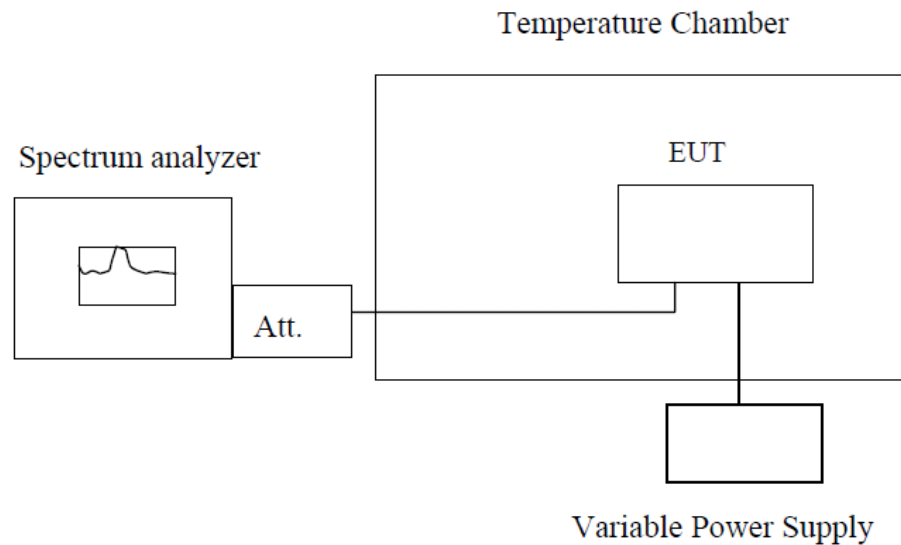 Temperature Chamber
Spectrum analyzer
EUT
Att.
Variable Power Supply